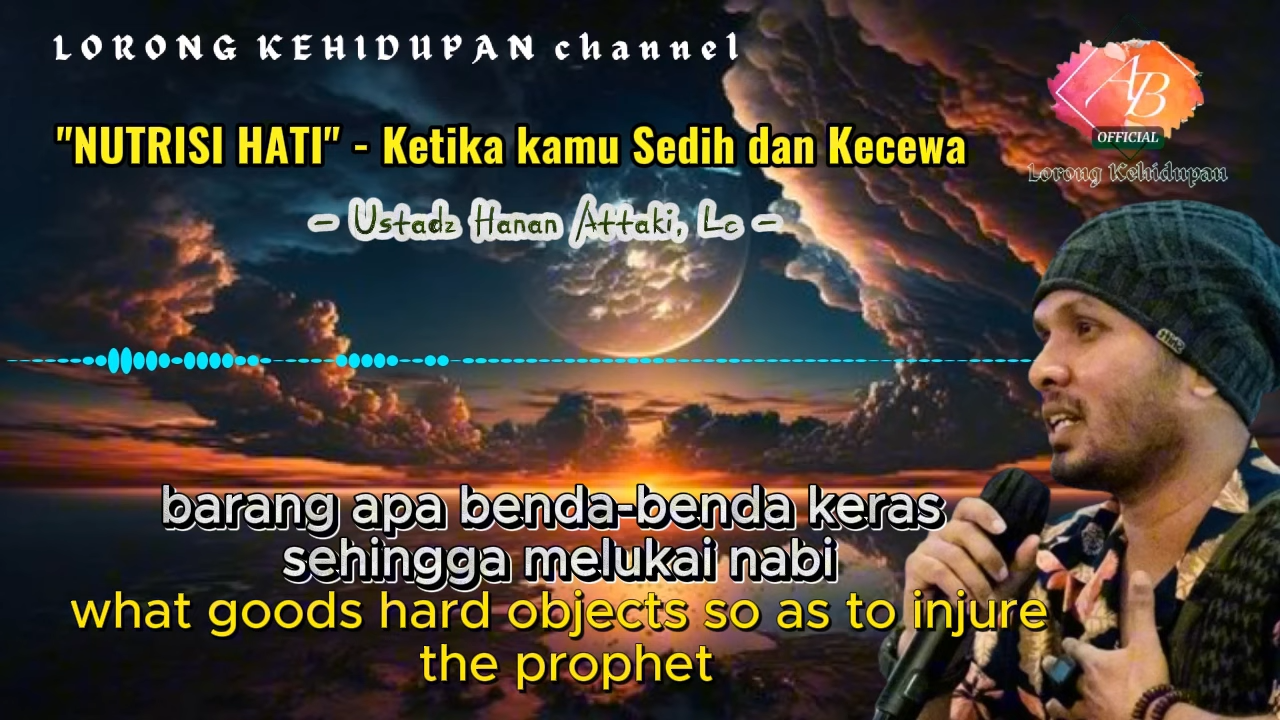 LORONG KEHIDUPAN channel
AB
OFFICIAL
Lorong Kehidupan
"NUTRISI HATI" - Ketika kamu Sedih dan Kecewa
- Ustadz Hanan Attaki, Lc -
barang apa benda-benda keras
sehingga melukai nabi
what goods hard objects so as to injure
the prophet